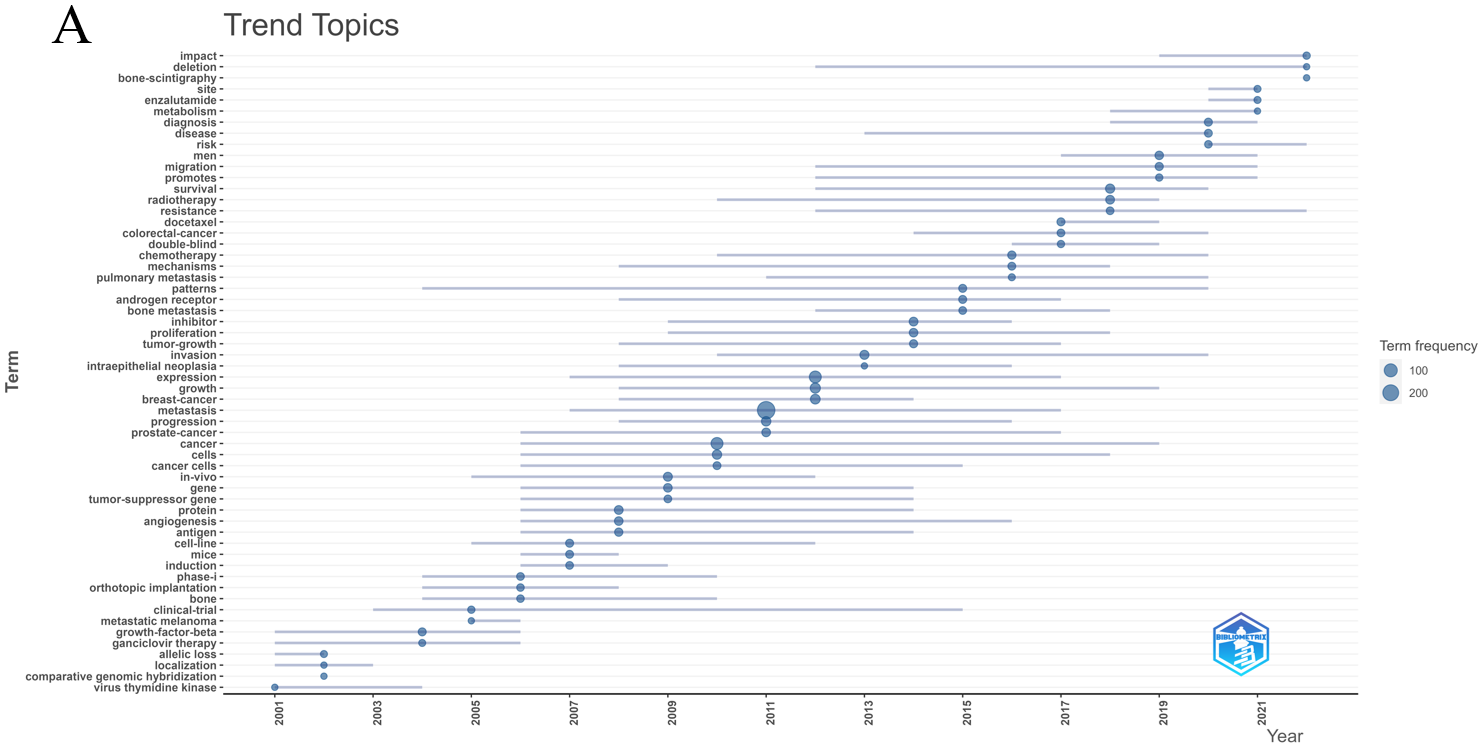 A
Trend Topics
impact
deletion
bone-scintigraphy
site
enzalutamide
metabolism
diagnosis
disease
risk
men
migration
promotes
survival
radiotherapy
resistance
docetaxel
colorectal-cancer
double-blind
chemotherapy
mechanisms
pulmonary metastasis
patterns
androgen receptor
bone metastasis
inhibitor
proliferation
tumor-growth
invasion
intraepithelial neoplasia
expression
growth
breast-cancer
metastasis
progression
prostate-cancer
cancer
cells
cancer cells
in-vivo
gene
tumor-suppressor gene
protein
angiogenesis
antigen
cell-line
mice
induction
phase-i
orthotopic implantation
bone
clinical-trial
metastatic melanoma
growth-factor-beta
ganciclovir therapy
allelic loss
localization
comparative genomic hybridization
virus thymidine kinase
Term
2001
2003
2005
2007
2009
2011
2013
2015
2017
2019
2021
Year
Term frequency
100
200
BIBLIOMETRIX